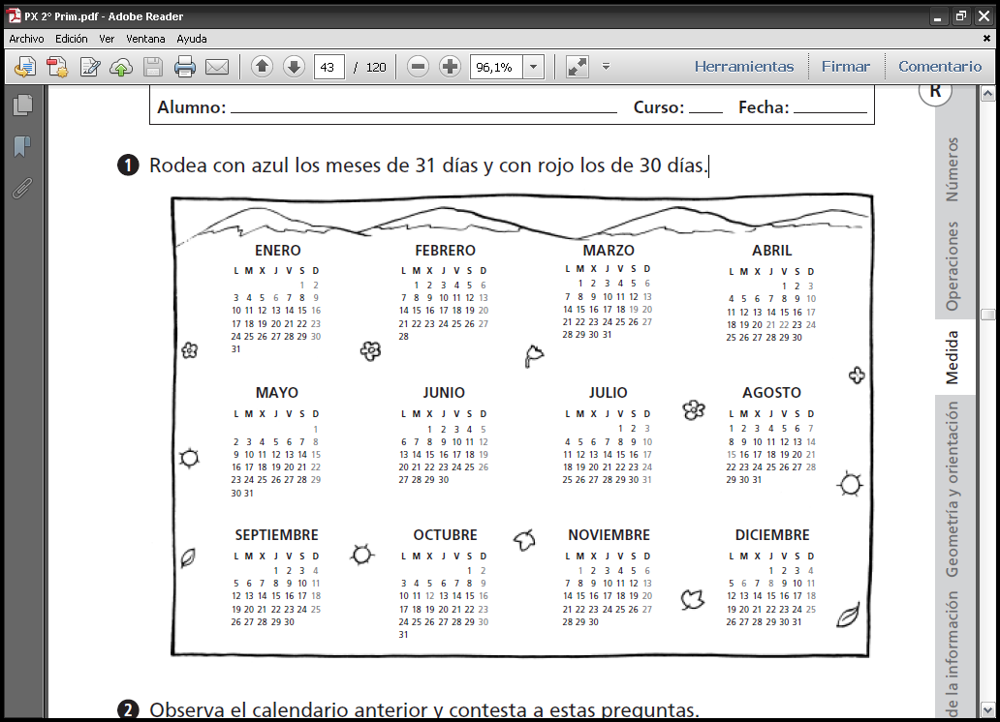 PX 2° Prim.pdf - Adobe Reader
Archivo Edición Ver Ventana Ayuda
43 / 120 96,1% Herramientas Firmar Comentario
R
Alumno: Curso: Fecha:
1 Rodea con azul los meses de 31 días y con rojo los de 30 días.
ENERO FEBRERO MARZO ABRIL
L M X J V S D L M X J V S D L M X J V S D L M X J V S D
1 2 1 2 3 4 5 6 1 2 3 4 5 6 1 2 3
3 4 5 6 7 8 9 7 8 9 10 11 12 13 7 8 9 10 11 12 13 4 5 6 7 8 9 10
10 11 12 13 14 15 16 14 15 16 17 18 19 20 14 15 16 17 18 19 20 11 12 13 14 15 16 17
17 18 19 20 21 22 23 21 22 23 24 25 26 27 21 22 23 24 25 26 27 18 19 20 21 22 23 24
24 25 26 27 28 29 30 28 28 29 30 31 25 26 27 28 29 30
31
MAYO JUNIO JULIO AGOSTO
L M X J V S D L M X J V S D L M X J V S D L M X J V S D
1 1 2 3 4 5 1 2 3 1 2 3 4 5 6 7
2 3 4 5 6 7 8 6 7 8 9 10 11 12 4 5 6 7 8 9 10 8 9 10 11 12 13 14
9 10 11 12 13 14 15 13 14 15 16 17 18 19 11 12 13 14 15 16 17 15 16 17 18 19 20 21
16 17 18 19 20 21 22 20 21 22 23 24 25 26 18 19 20 21 22 23 24 22 23 24 25 26 27 28
23 24 25 26 27 28 29 27 28 29 30 25 26 27 28 29 30 31 29 30 31
30 31
SEPTIEMBRE OCTUBRE NOVIEMBRE DICIEMBRE
L M X J V S D L M X J V S D L M X J V S D L M X J V S D
1 2 3 4 1 2 1 2 3 4 5 6 1 2 3 4
5 6 7 8 9 10 11 3 4 5 6 7 8 9 7 8 9 10 11 12 13 5 6 7 8 9 10 11
12 13 14 15 16 17 18 10 11 12 13 14 15 16 14 15 16 17 18 19 20 12 13 14 15 16 17 18
19 20 21 22 23 24 25 17 18 19 20 21 22 23 21 22 23 24 25 26 27 19 20 21 22 23 24 25
26 27 28 29 30 24 25 26 27 28 29 30 28 29 30 26 27 28 29 30 31
31
2 Observa el calendario anterior y contesta a estas preguntas.
Números
Operaciones
Medida
Geometría y orientación
de la información